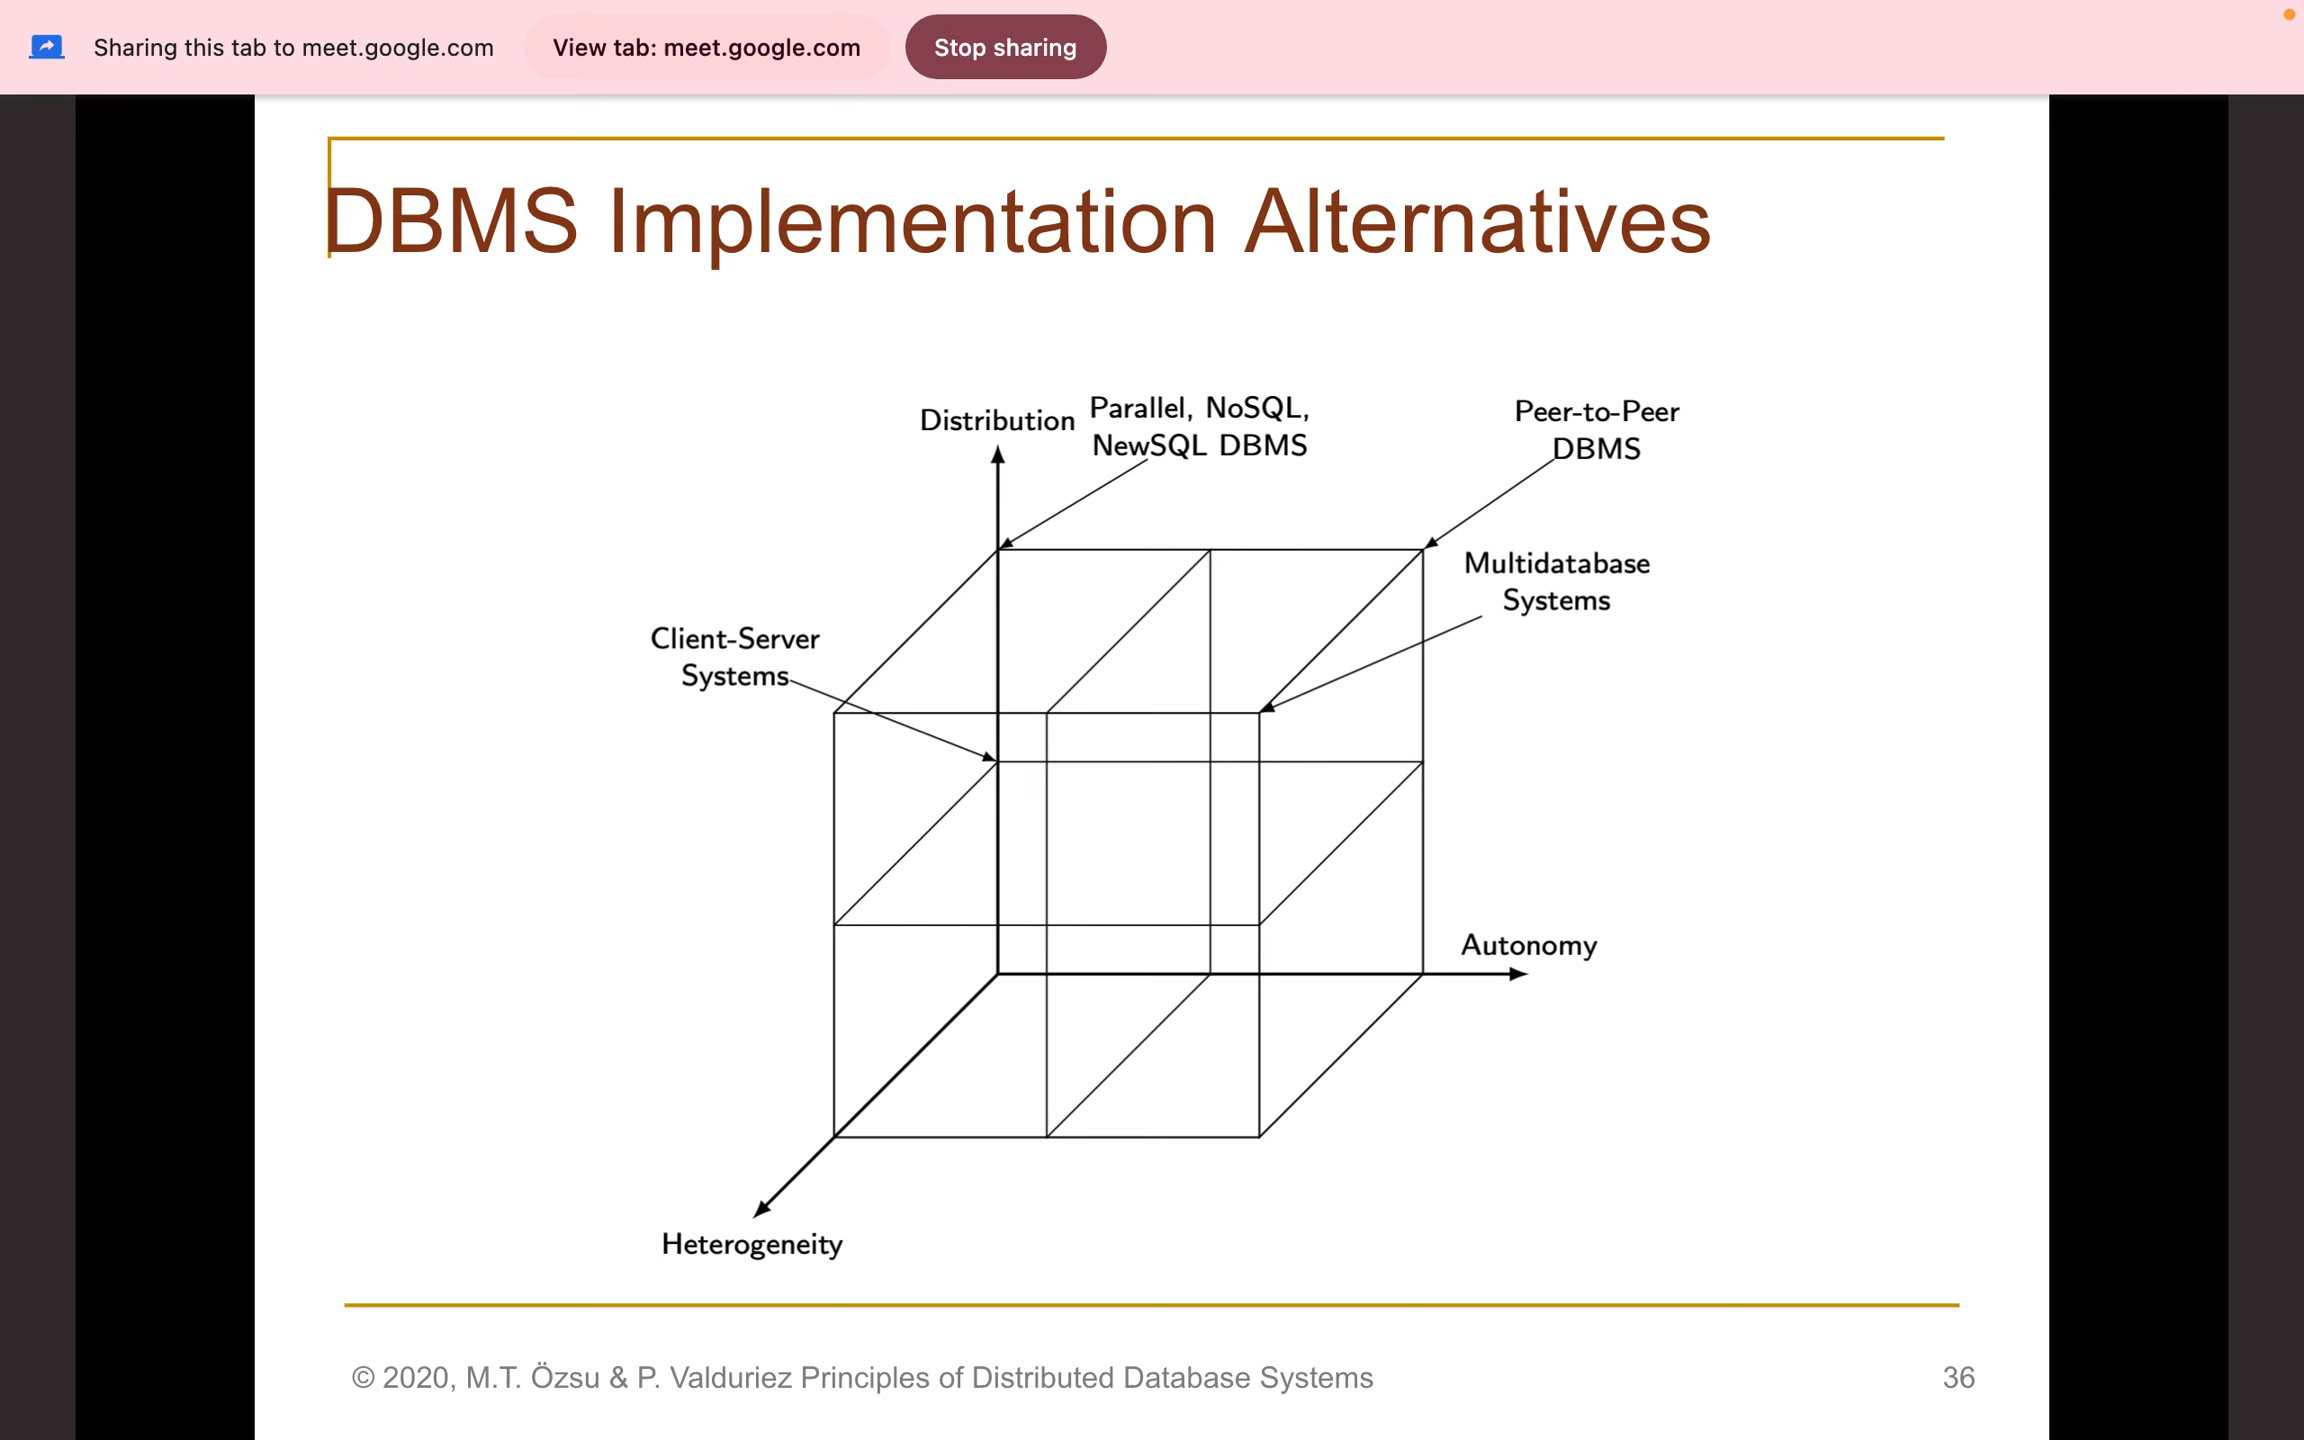 Sharing this tab to meet.google.com
View tab: meet.google.com
Stop sharing
DBMS Implementation Alternatives
Distribution
Parallel, NoSQL,
NewSQL DBMS
Peer-to-Peer
DBMS
Multidatabase
Systems
Client-Server
Systems
Autonomy
Heterogeneity
© 2020, M.T. Özsu & P. Valduriez Principles of Distributed Database Systems
36